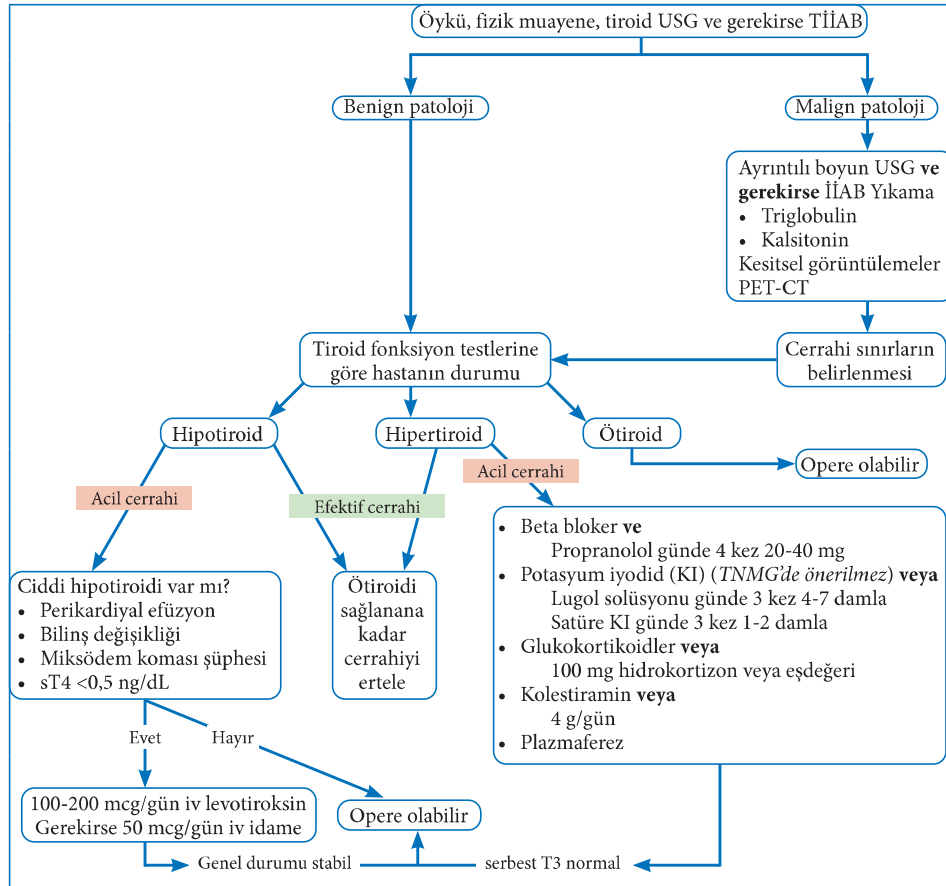 Öykü, fizik muayene, tiroid USG ve gerekirse TİİAB
Benign patoloji
Malign patoloji
Ayrıntılı boyun USG ve
gerekirse İİAB Yıkama
• Triglobulin
• Kalsitonin
Kesitsel görüntülemeler
PET-CT
Tiroid fonksiyon testlerine
göre hastanın durumu
Cerrahi sınırların
belirlenmesi
Hipotiroid
Hipertiroid
Ötiroid
Opere olabilir
Acil cerrahi
Efektif cerrahi
Acil cerrahi
Ciddi hipotiroidi var mı?
• Perikardiyal efüzyon
• Bilinş değişikliği
• Miksödem koması şüphesi
• sT4 <0,5 ng/dL
Ötiroidi
sağlanana
kadar
cerrahiyi
ertele
• Beta bloker ve
Propranolol günde 4 kez 20-40 mg
• Potasyum iyodid (KI) (TNMG'de önerilmez) veya
Lugol solüsyonu günde 3 kez 4-7 damla
Satüre KI günde 3 kez 1-2 damla
• Glukokortikoidler veya
100 mg hidrokortizon veya eşdeğeri
• Kolestiramin veya
4 g/gün
• Plazmaferez
Evet
Hayır
100-200 mcg/gün iv levotiroksin
Gerekirse 50 mcg/gün iv idame
Opere olabilir
Genel durumu stabil
serbest T3 normal